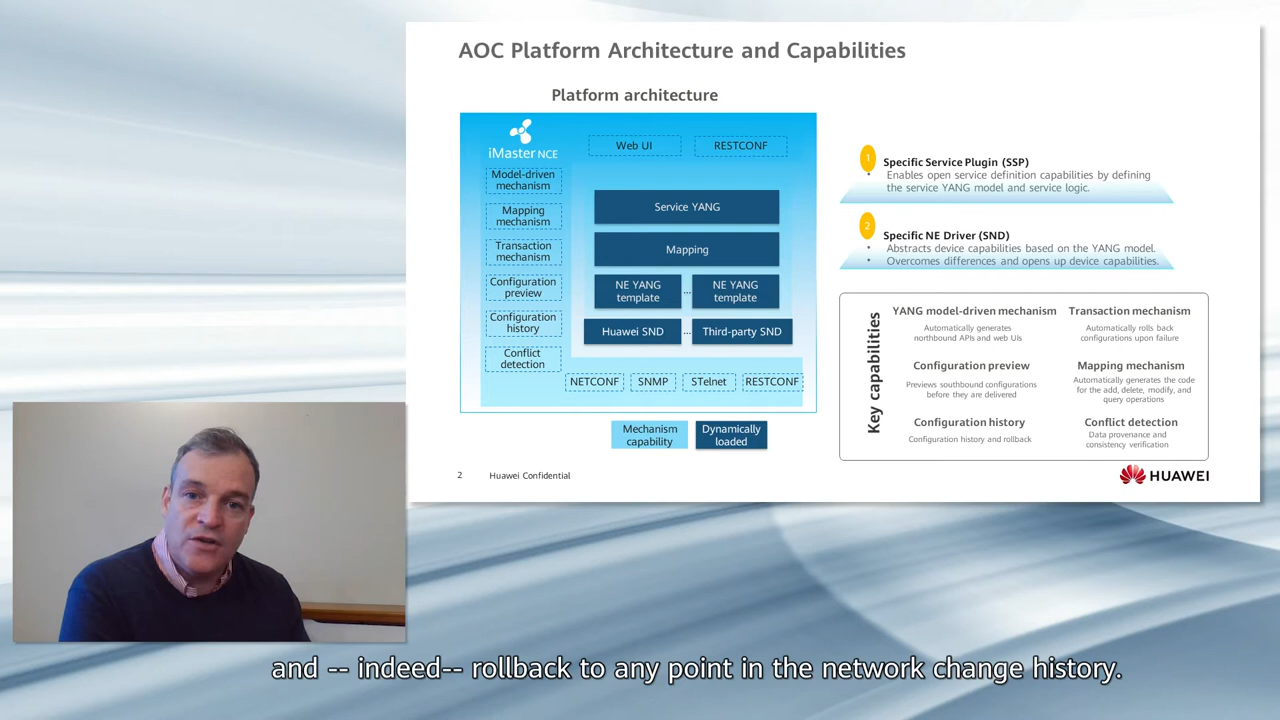 AOC Platform Architecture and Capabilities
Platform architecture
iMaster NCE
Web UI
RESTCONF
Model-driven
mechanism
Mapping
mechanism
Transaction
mechanism
Configuration
preview
Configuration
history
Conflict
detection
Service YANG
Mapping
NE YANG
template
...
NE YANG
template
Huawei SND
...
Third-party SND
NETCONF
SNMP
STelnet
RESTCONF
Mechanism
capability
Dynamically
loaded
1
Specific Service Plugin (SSP)
• Enables open service definition capabilities by defining
the service YANG model and service logic.
2
Specific NE Driver (SND)
• Abstracts device capabilities based on the YANG model.
• Overcomes differences and opens up device capabilities.
Key capabilities
YANG model-driven mechanism
Automatically generates
northbound APIs and web UIs
Transaction mechanism
Automatically rolls back
configurations upon failure
Configuration preview
Previews southbound configurations
before they are delivered
Mapping mechanism
Automatically generates the code
for the add, delete, modify, and
query operations
Configuration history
Configuration history and rollback
Conflict detection
Data provenance and
consistency verification
2
Huawei Confidential
HUAWEI
and -- indeed-- rollback to any point in the network change history.